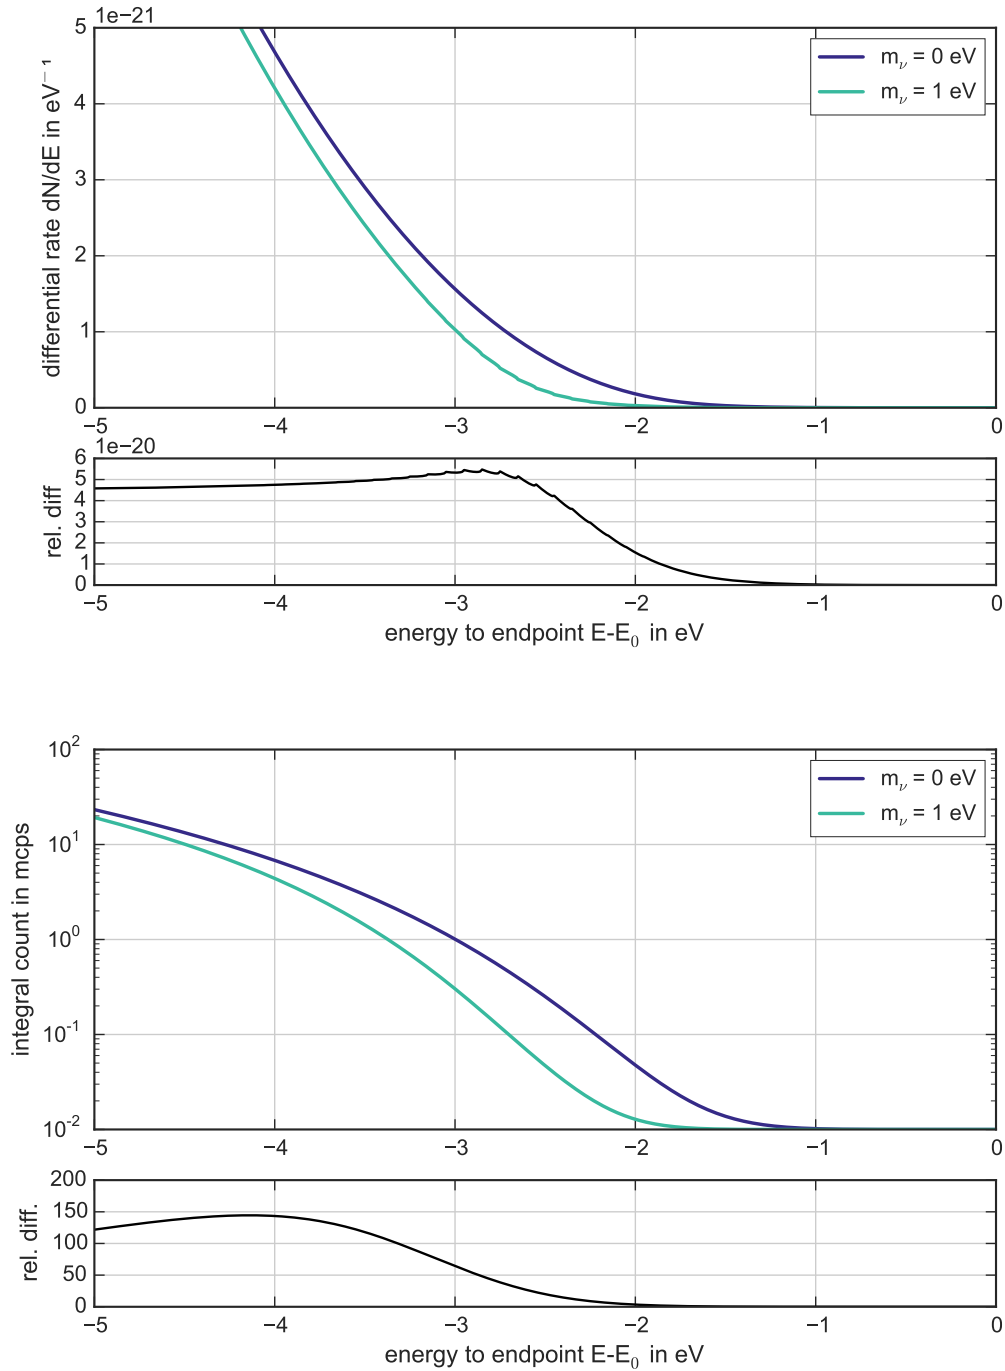 1e−21
5
4
3
2
1
0
differential rate dN/dE in eV⁻¹
m_ν = 0 eV
m_ν = 1 eV
−5 −4 −3 −2 −1 0
1e−20
6
5
4
3
2
1
0
rel. diff
−5 −4 −3 −2 −1 0
energy to endpoint E-E₀ in eV
10²
10¹
10⁰
10⁻¹
10⁻²
integral count in mcps
m_ν = 0 eV
m_ν = 1 eV
−5 −4 −3 −2 −1 0
200
150
100
50
0
rel. diff.
−5 −4 −3 −2 −1 0
energy to endpoint E-E₀ in eV